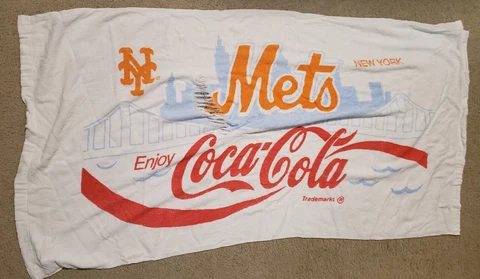 NY
Mets
NEW YORK
Enjoy
Coca-Cola
Trademarks ®